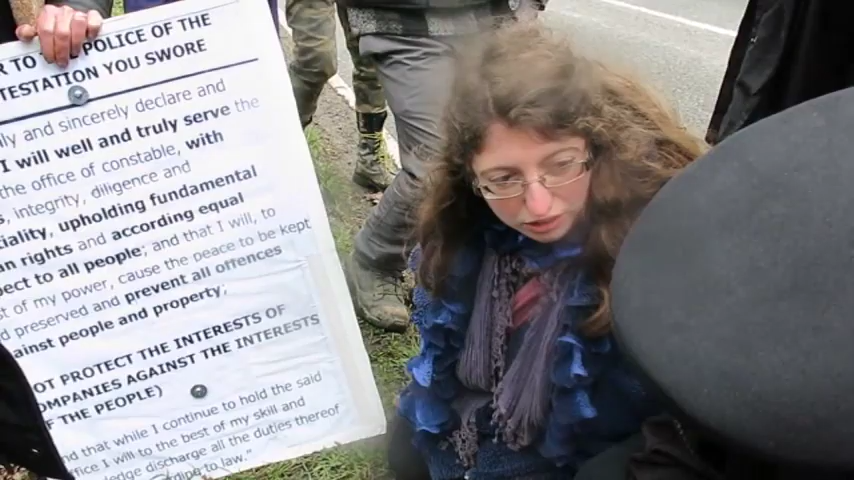 R TO THE POLICE OF THE
TESTATION YOU SWORE
ly and sincerely declare and
I will well and truly serve the
the office of constable, with
s, integrity, diligence and
iality, upholding fundamental
an rights and according equal
pect to all people; and that I will, to
st of my power, cause the peace to be kept
d preserved and prevent all offences
ainst people and property;
OT PROTECT THE INTERESTS OF
OMPANIES AGAINST THE INTERESTS
F THE PEOPLE)
nd that while I continue to hold the said
ffice I will to the best of my skill and
ledge discharge all the duties thereof
to law."